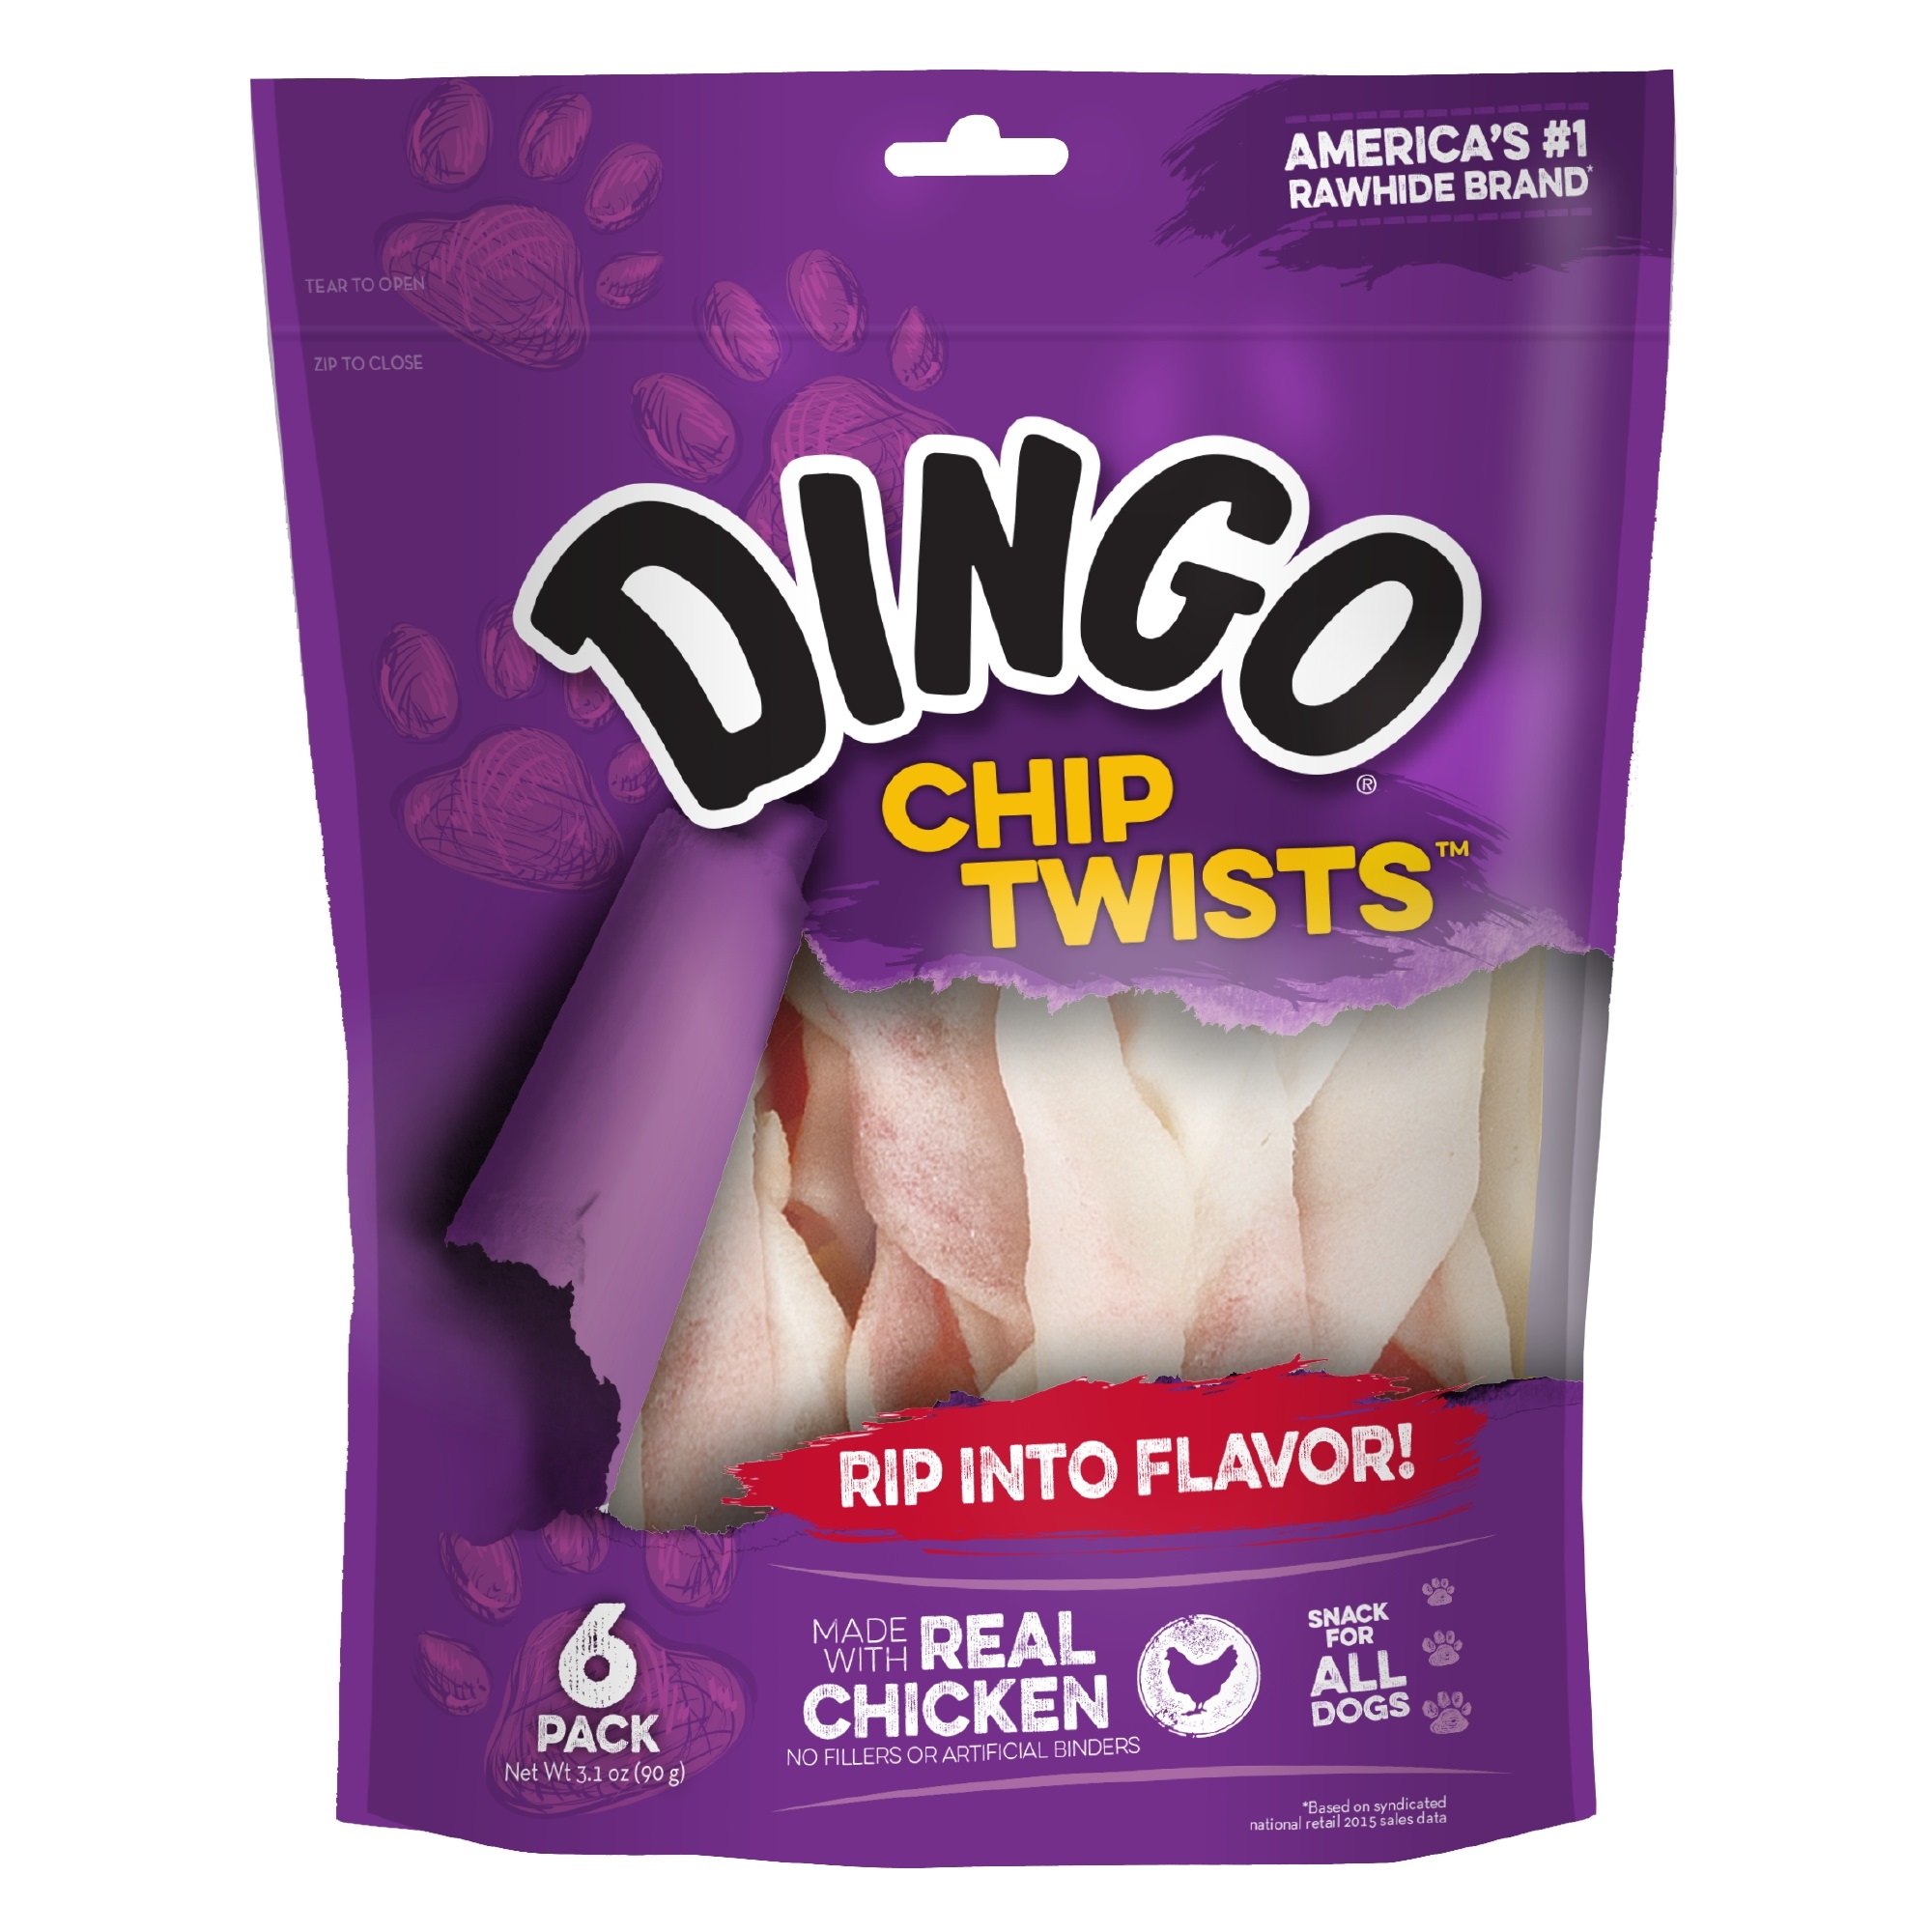 AMERICA'S #1
RAWHIDE BRAND*
TEAR TO OPEN
ZIP TO CLOSE
DINGO®
CHIP
TWISTS™
RIP INTO FLAVOR!
6
PACK
Net Wt 3.1 oz (90 g)
MADE
WITH REAL
CHICKEN
NO FILLERS OR ARTIFICIAL BINDERS
SNACK
FOR
ALL
DOGS
*Based on syndicated
national retail 2015 sales data